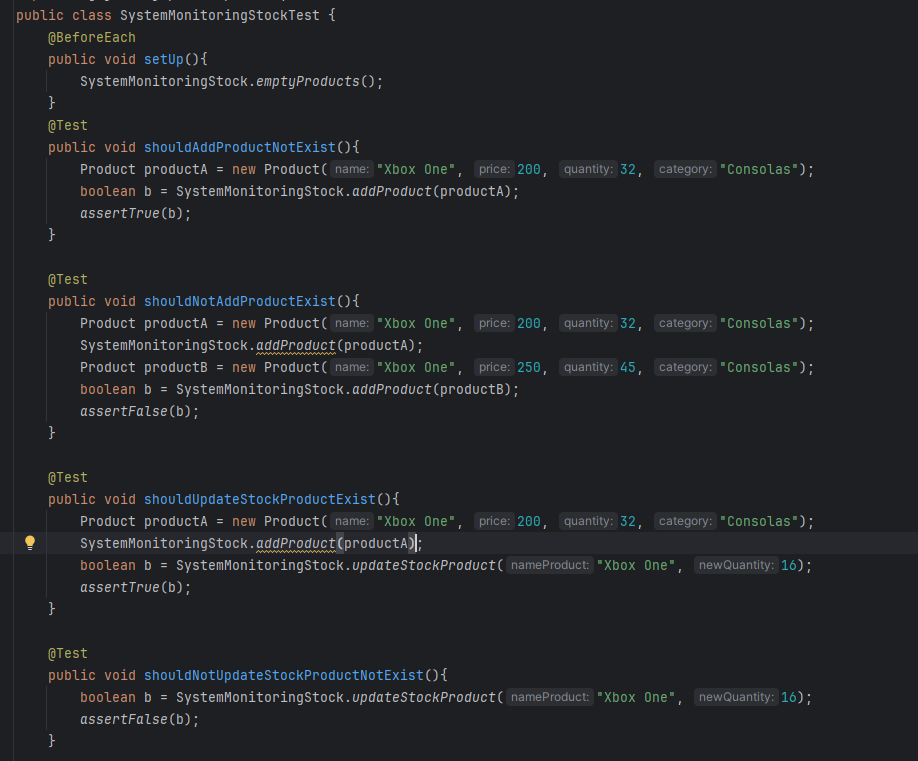 public class SystemMonitoringStockTest {
@BeforeEach
public void setUp(){
SystemMonitoringStock.emptyProducts();
}
@Test
public void shouldAddProductNotExist(){
Product productA = new Product( name: "Xbox One", price: 200, quantity: 32, category: "Consolas");
boolean b = SystemMonitoringStock.addProduct(productA);
assertTrue(b);
}
@Test
public void shouldNotAddProductExist(){
Product productA = new Product( name: "Xbox One", price: 200, quantity: 32, category: "Consolas");
SystemMonitoringStock.addProduct(productA);
Product productB = new Product( name: "Xbox One", price: 250, quantity: 45, category: "Consolas");
boolean b = SystemMonitoringStock.addProduct(productB);
assertFalse(b);
}
@Test
public void shouldUpdateStockProductExist(){
Product productA = new Product( name: "Xbox One", price: 200, quantity: 32, category: "Consolas");
SystemMonitoringStock.addProduct(productA);
boolean b = SystemMonitoringStock.updateStockProduct( nameProduct: "Xbox One", newQuantity: 16);
assertTrue(b);
}
@Test
public void shouldNotUpdateStockProductNotExist(){
boolean b = SystemMonitoringStock.updateStockProduct( nameProduct: "Xbox One", newQuantity: 16);
assertFalse(b);
}